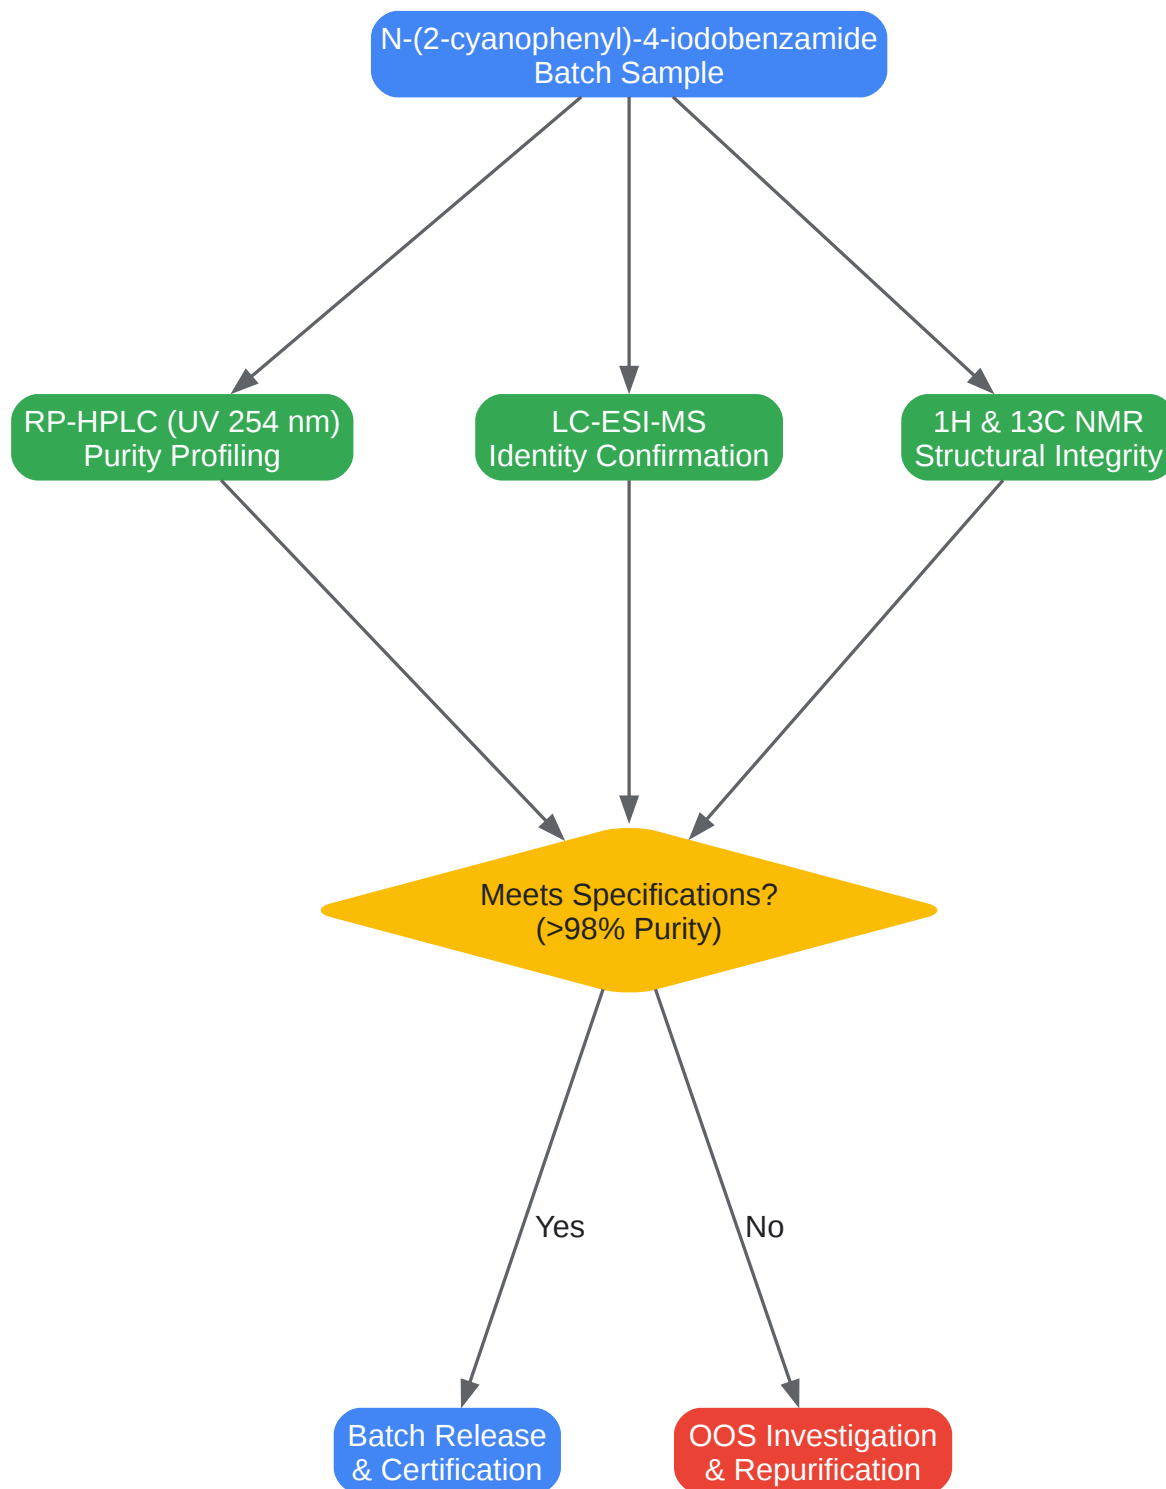 N-(2-cyanophenyl)-4-iodobenzamide
Batch Sample
RP-HPLC (UV 254 nm)
Purity Profiling
LC-ESI-MS
Identity Confirmation
1H & 13C NMR
Structural Integrity
Meets Specifications?
(>98% Purity)
Yes
No
Batch Release
& Certification
OOS Investigation
& Repurification